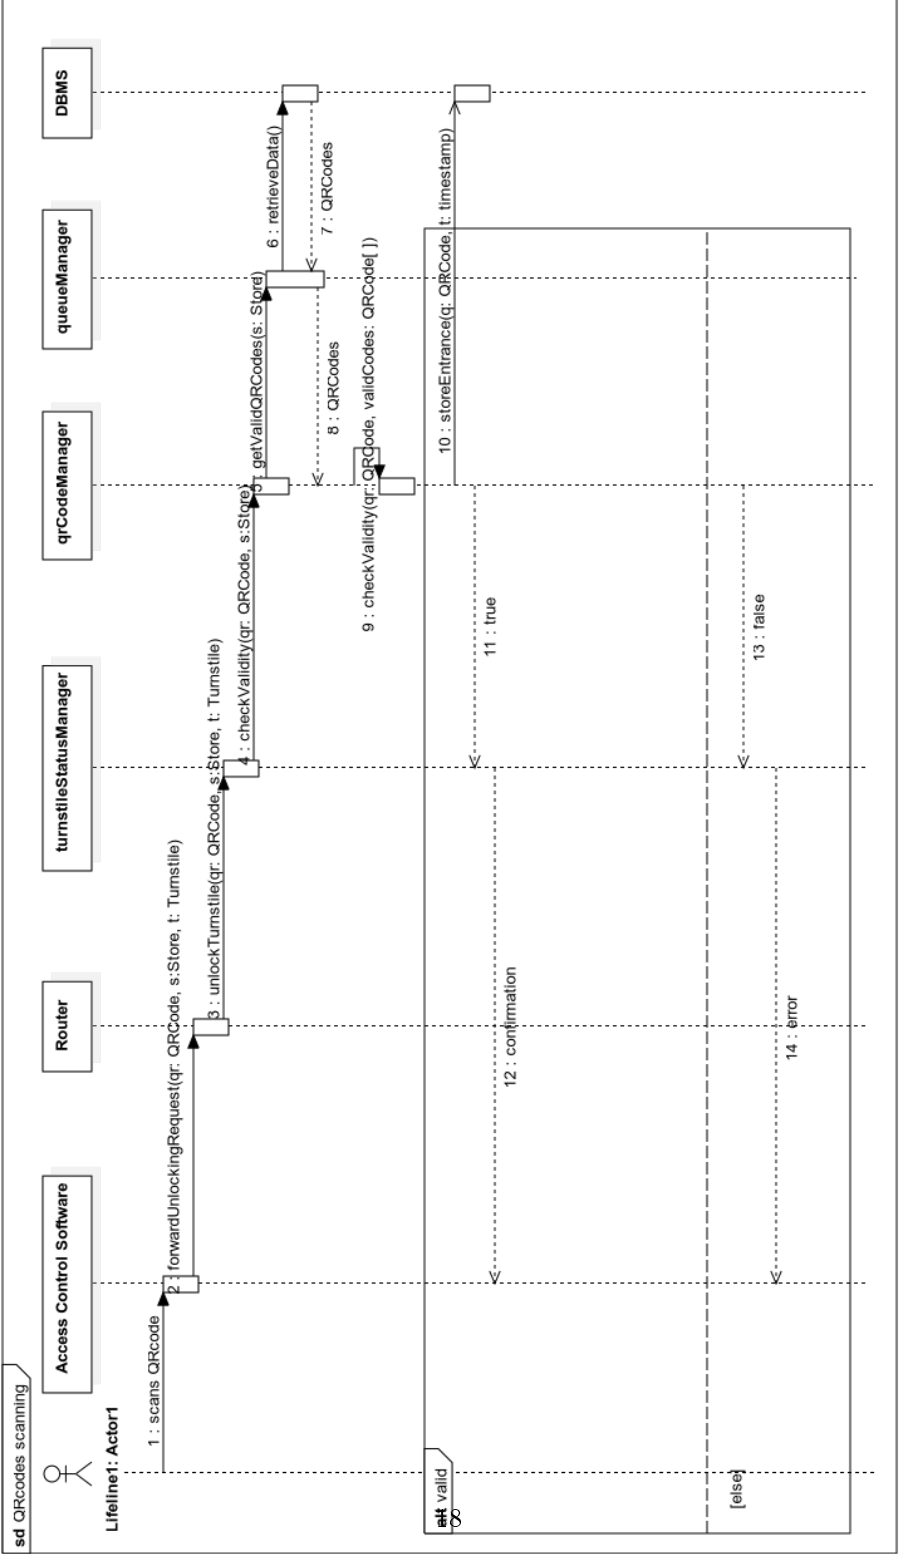 sd QRcodes scanning
Lifeline1: Actor1
Access Control Software
Router
turnstileStatusManager
qrCodeManager
queueManager
DBMS
1 : scans QRcode
2 : forwardUnlockingRequest(qr: QRCode, s:Store, t: Turnstile)
3 : unlockTurnstile(qr: QRCode, s:Store, t: Turnstile)
4 : checkValidity(qr: QRCode, s:Store)
5 : getValidQRCodes(s: Store)
6 : retrieveData()
7 : QRCodes
8 : QRCodes
9 : checkValidity(qr: QRCode, validCodes: QRCode[ ])
alt valid
10 : storeEntrance(q: QRCode, t: timestamp)
11 : true
12 : confirmation
[else]
13 : false
14 : error